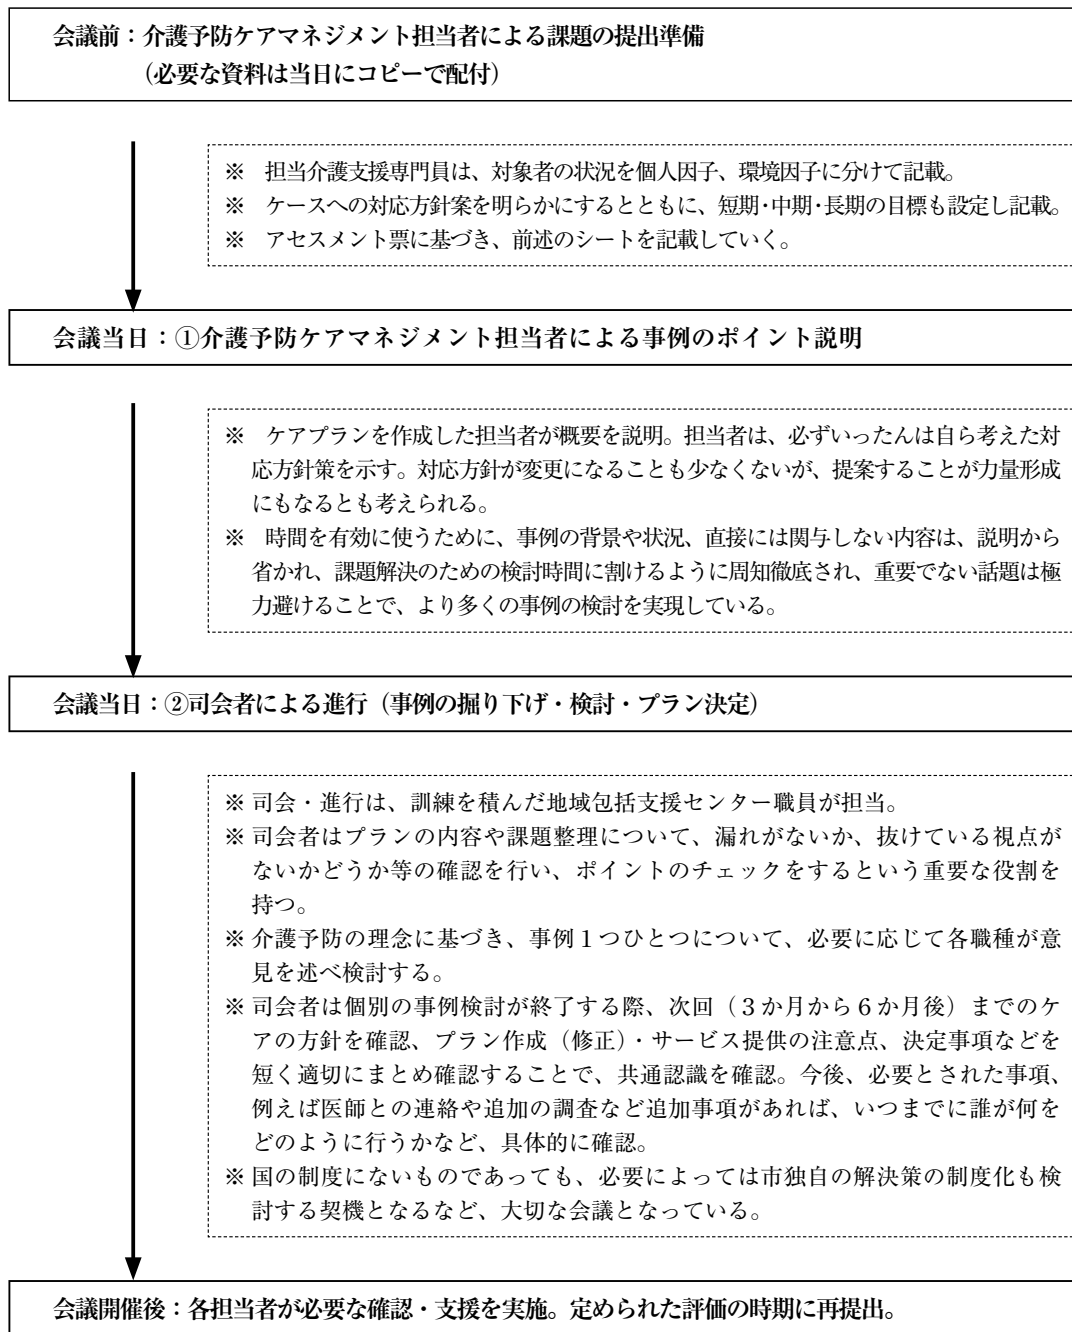 会議前：介護予防ケアマネジメント担当者による課題の提出準備
（必要な資料は当日にコピーで配付）
※　担当介護支援専門員は、対象者の状況を個人因子、環境因子に分けて記載。
※　ケースへの対応方針案を明らかにするとともに、短期・中期・長期の目標も設定し記載。
※　アセスメント票に基づき、前述のシートを記載していく。
会議当日：①介護予防ケアマネジメント担当者による事例のポイント説明
※　ケアプランを作成した担当者が概要を説明。担当者は、必ずいったんは自ら考えた対
応方針策を示す。対応方針が変更になることも少なくないが、提案することが力量形成
にもなるとも考えられる。
※　時間を有効に使うために、事例の背景や状況、直接には関与しない内容は、説明から
省かれ、課題解決のための検討時間に割けるように周知徹底され、重要でない話題は極
力避けることで、より多くの事例の検討を実現している。
会議当日：②司会者による進行（事例の掘り下げ・検討・プラン決定）
※ 司会・進行は、訓練を積んだ地域包括支援センター職員が担当。
※ 司会者はプランの内容や課題整理について、漏れがないか、抜けている視点が
ないかどうか等の確認を行い、ポイントのチェックをするという重要な役割を
持つ。
※ 介護予防の理念に基づき、事例１つひとつについて、必要に応じて各職種が意
見を述べ検討する。
※ 司会者は個別の事例検討が終了する際、次回（３か月から６か月後）までのケ
アの方針を確認、プラン作成（修正）・サービス提供の注意点、決定事項などを
短く適切にまとめ確認することで、共通認識を確認。今後、必要とされた事項、
例えば医師との連絡や追加の調査など追加事項があれば、いつまでに誰が何を
どのように行うかなど、具体的に確認。
※ 国の制度にないものであっても、必要によっては市独自の解決策の制度化も検
討する契機となるなど、大切な会議となっている。
会議開催後：各担当者が必要な確認・支援を実施。定められた評価の時期に再提出。